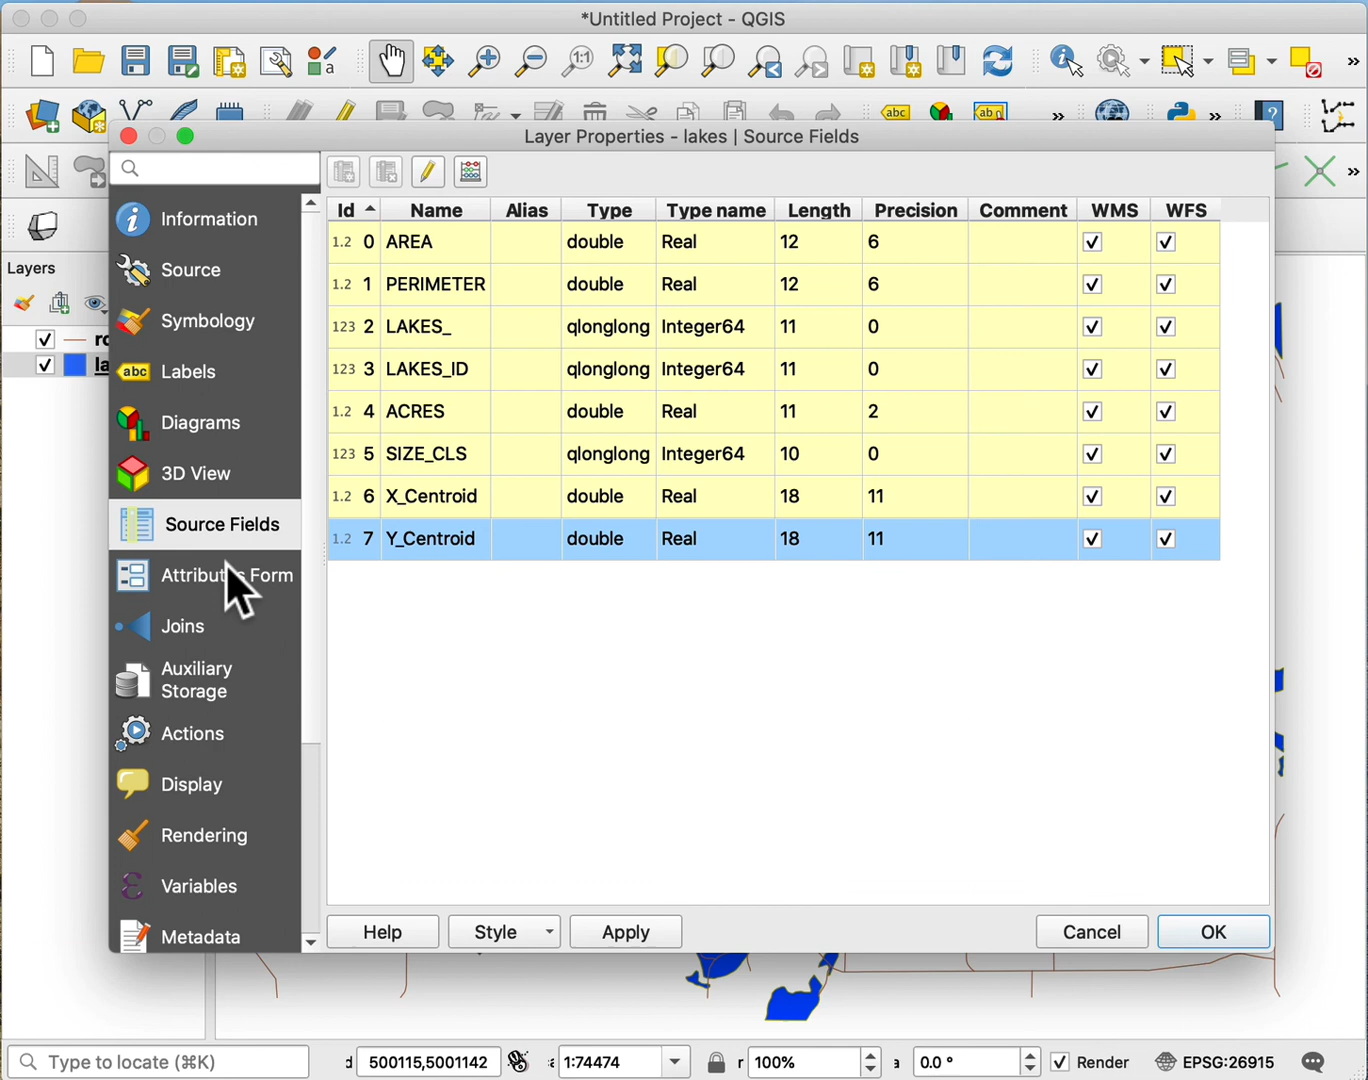 *Untitled Project - QGIS
Layer Properties - lakes | Source Fields
Information
Source
Symbology
abc Labels
Diagrams
3D View
Source Fields
Form
Joins
Auxiliary
Storage
Actions
Display
Rendering
Variables
Metadata
Layers
ro
la
Id Name Alias Type Type name Length Precision Comment WMS WFS
1.2 0 AREA double Real 12 6
1.2 1 PERIMETER double Real 12 6
123 2 LAKES_ qlonglong Integer64 11 0
123 3 LAKES_ID qlonglong Integer64 11 0
1.2 4 ACRES double Real 11 2
123 5 SIZE_CLS qlonglong Integer64 10 0
1.2 6 X_Centroid double Real 18 11
1.2 7 Y_Centroid double Real 18 11
Help Style Apply Cancel OK
Type to locate (⌘K) 500115,5001142 1:74474 r 100% a 0.0 ° Render EPSG:26915